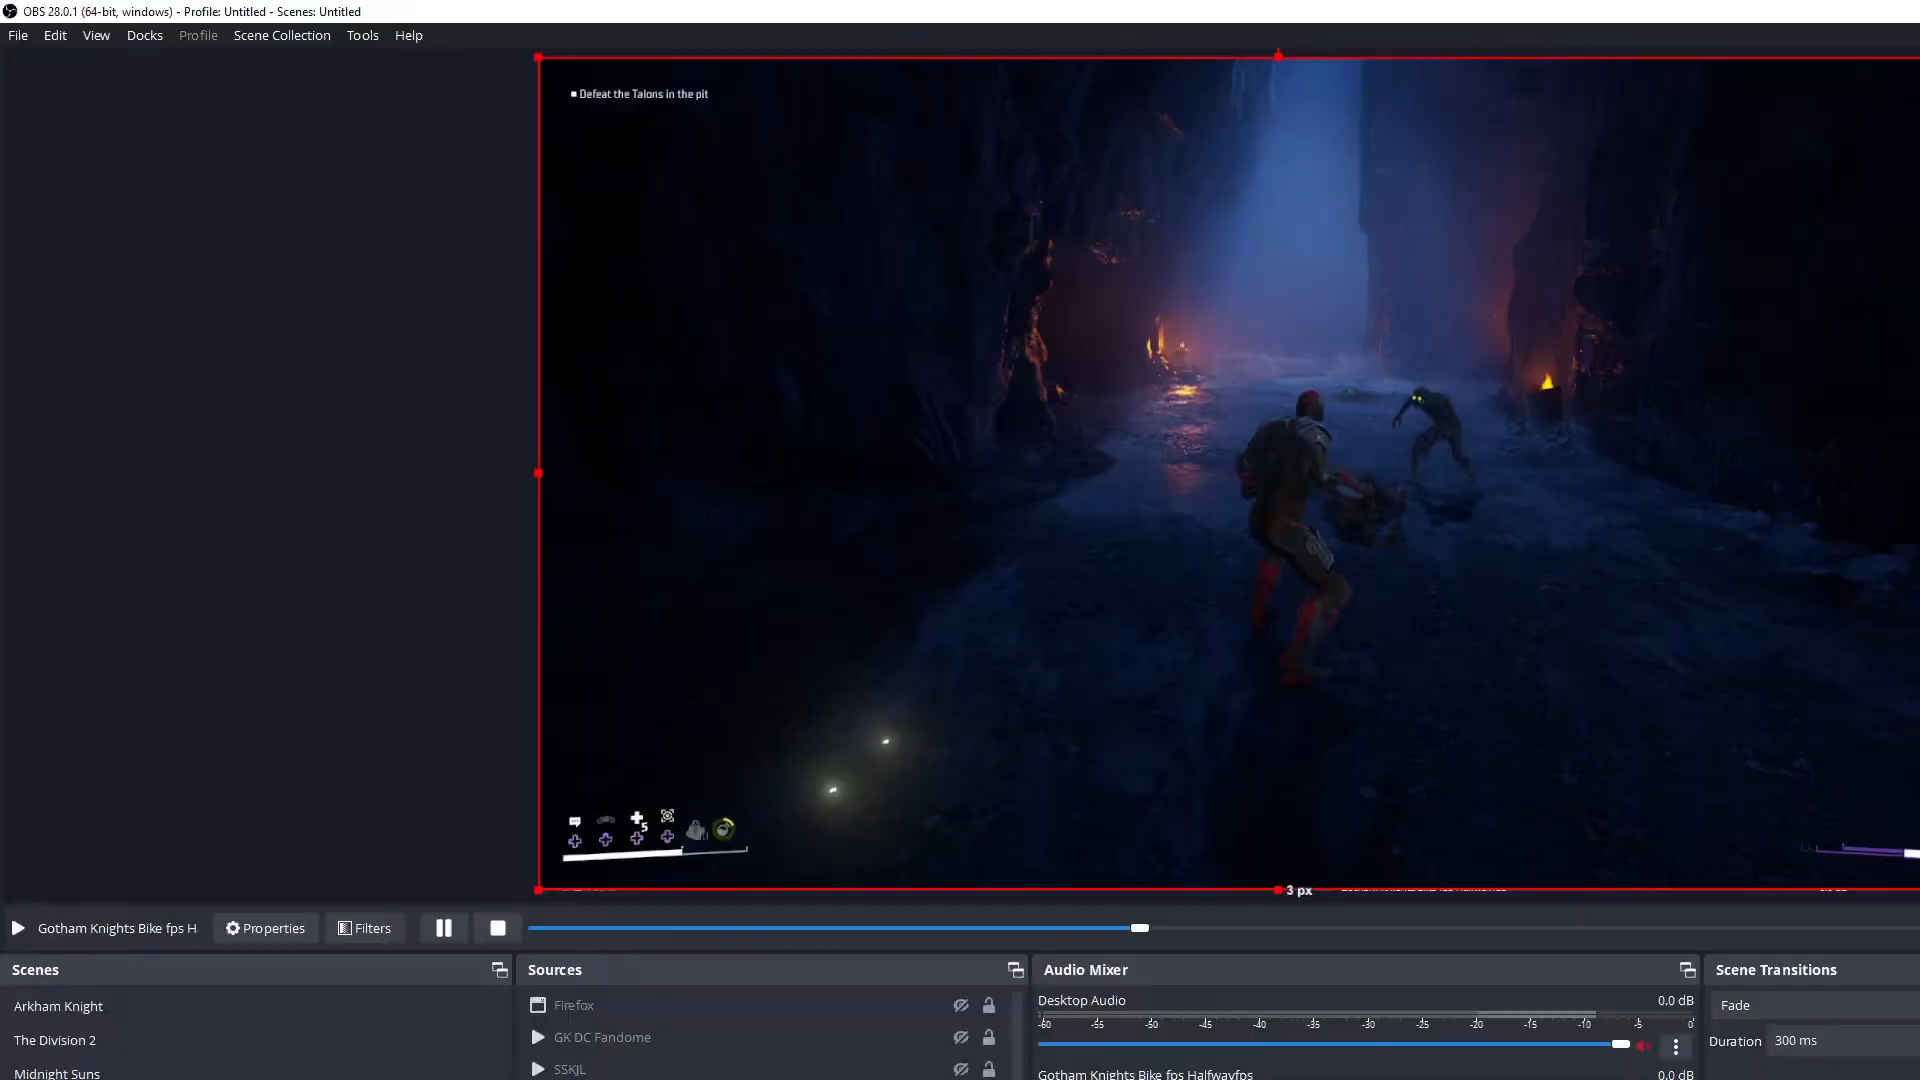 OBS 28.0.1 (64-bit, windows) - Profile: Untitled - Scenes: Untitled
File Edit View Docks Profile Scene Collection Tools Help
Defeat the Talons in the pit
5
3 px
Gotham Knights Bike fps H
Properties
Filters
Scenes
Sources
Audio Mixer
Scene Transitions
Arkham Knight
Firefox
Desktop Audio
0.0 dB
Fade
-60 -55 -50 -45 -40 -35 -30 -25 -20 -15 -10 -5 0
The Division 2
GK DC Fandome
Duration
300 ms
Midnight Suns
SSKJL
Gotham Knights Bike fps Halfwayfps
0.0 dB